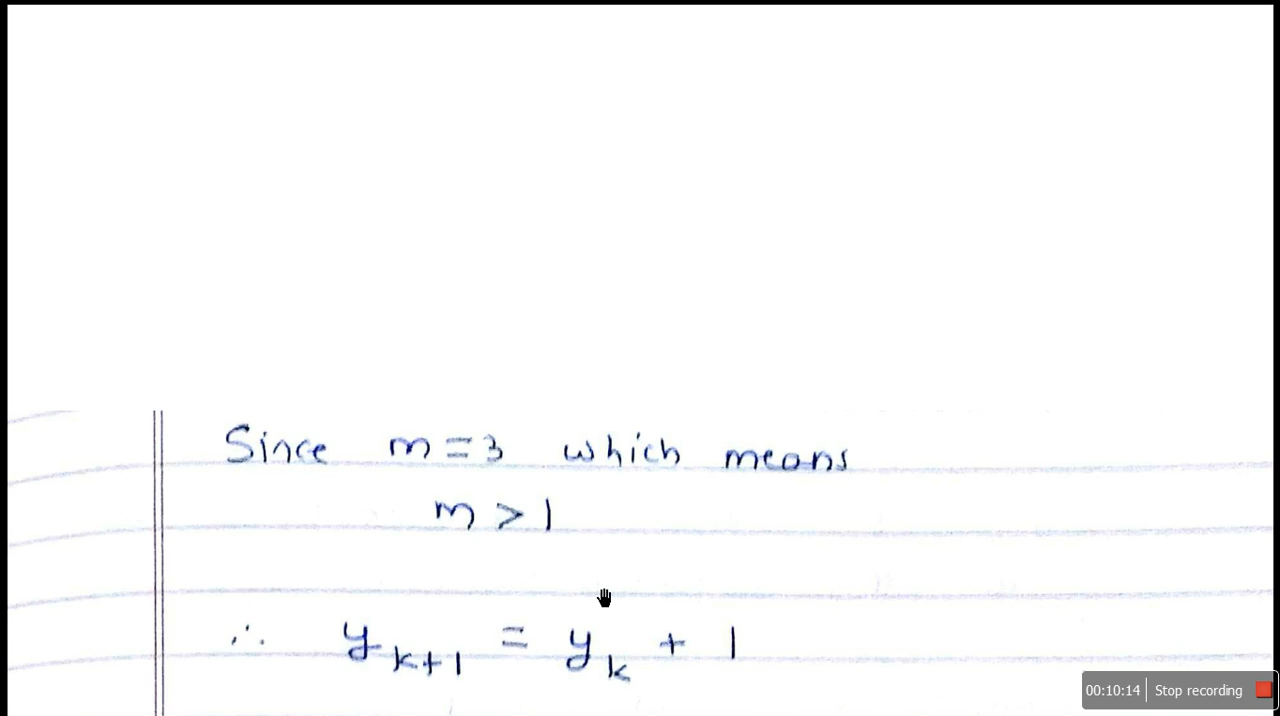 Since m = 3 which means
m > 1
∴ y_{k+1} = y_k + 1
00:10:14 Stop recording